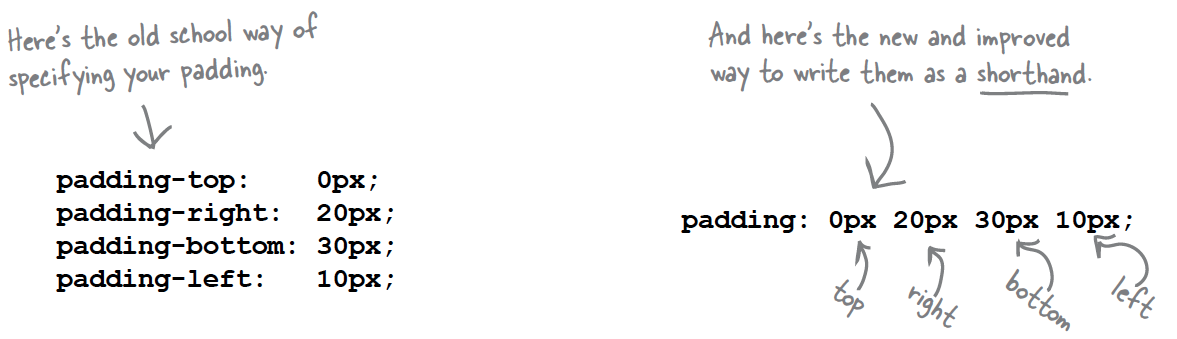 Here's the old school way of
specifying your padding.
padding-top: 0px;
padding-right: 20px;
padding-bottom: 30px;
padding-left: 10px;
And here's the new and improved
way to write them as a shorthand.
padding: 0px 20px 30px 10px;
top right bottom left